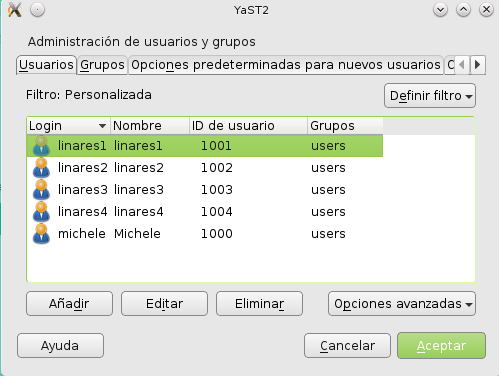 YaST2
Administración de usuarios y grupos
Usuarios Grupos Opciones predeterminadas para nuevos usuarios
Filtro: Personalizada Definir filtro
Login Nombre ID de usuario Grupos
linares1 linares1 1001 users
linares2 linares2 1002 users
linares3 linares3 1003 users
linares4 linares4 1004 users
michele Michele 1000 users
Añadir Editar Eliminar Opciones avanzadas
Ayuda Cancelar Aceptar